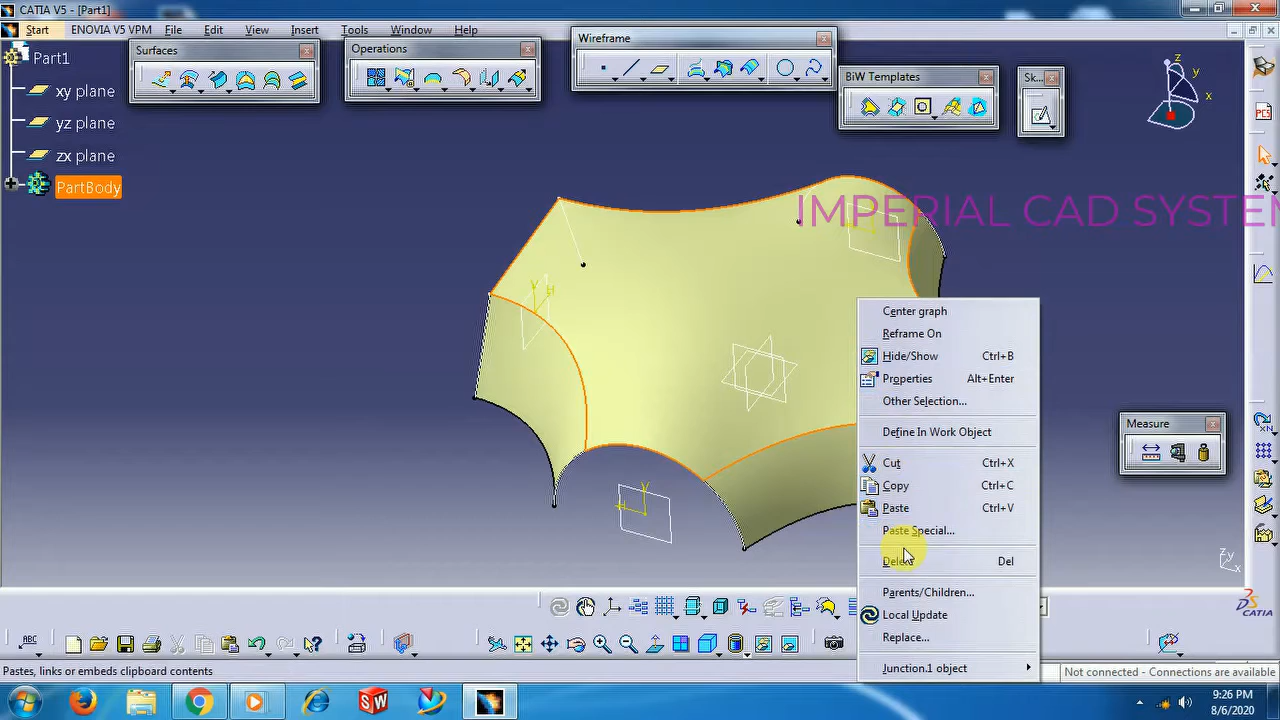 CATIA V5 - [Part1]
Start
ENOVIA V5 VPM
File
Edit
View
Insert
Tools
Window
Help
Surfaces
Operations
Wireframe
BiW Templates
Sk...
Part1
xy plane
yz plane
zx plane
PartBody
z
y
x
IMPERIAL CAD SYSTEM
V
H
V
H
Center graph
Reframe On
Hide/Show Ctrl+B
Properties Alt+Enter
Other Selection...
Define In Work Object
Cut Ctrl+X
Copy Ctrl+C
Paste Ctrl+V
Paste Special...
Delete Del
Parents/Children...
Local Update
Replace...
Junction.1 object
Measure
PCS
ABC
Pastes, links or embeds clipboard contents
Not connected - Connections are available
9:26 PM
8/6/2020